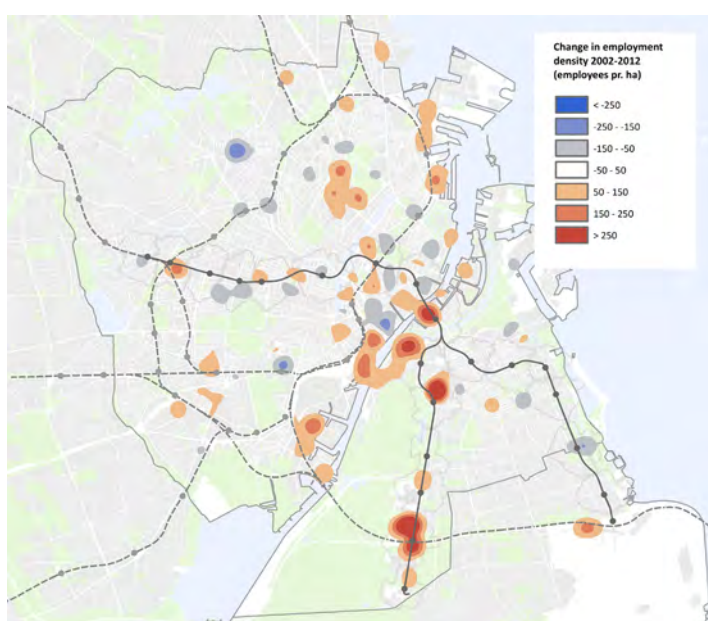 Change in employment
density 2002-2012
(employees pr. ha)
< -250
-250 - -150
-150 - -50
-50 - 50
50 - 150
150 - 250
> 250